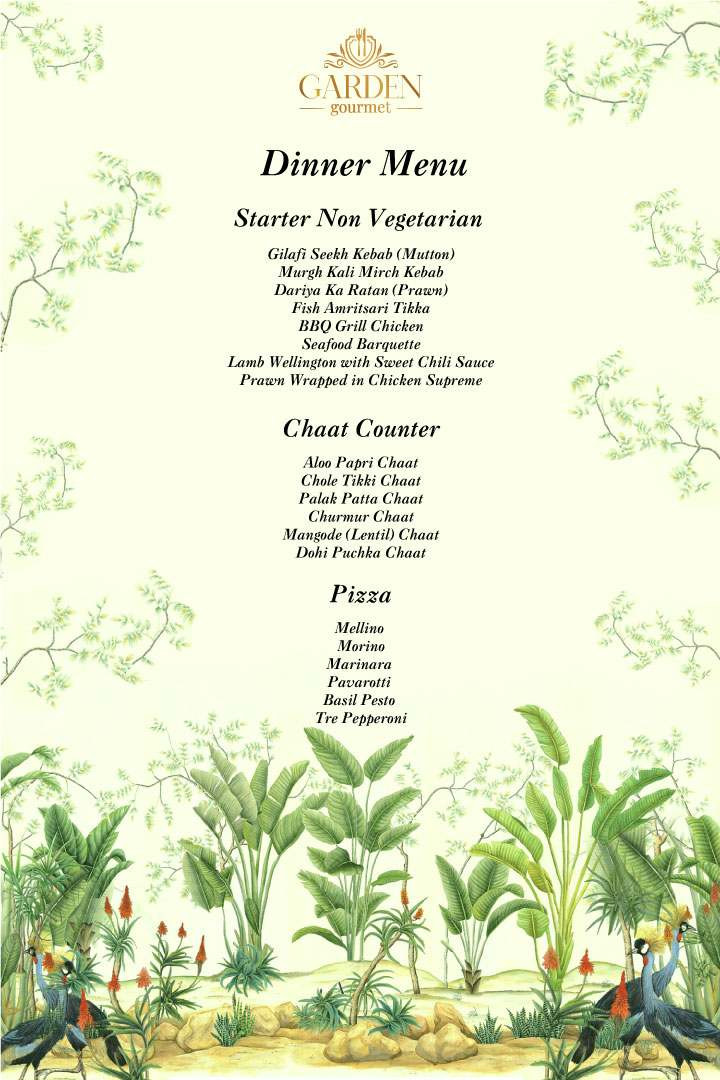 GARDEN
gourmet
Dinner Menu
Starter Non Vegetarian
Gilafi Seekh Kebab (Mutton)
Murgh Kali Mirch Kebab
Dariya Ka Ratan (Prawn)
Fish Amritsari Tikka
BBQ Grill Chicken
Seafood Barquette
Lamb Wellington with Sweet Chili Sauce
Prawn Wrapped in Chicken Supreme
Chaat Counter
Aloo Papri Chaat
Chole Tikki Chaat
Palak Patta Chaat
Churmur Chaat
Mangode (Lentil) Chaat
Dohi Puchka Chaat
Pizza
Mellino
Morino
Marinara
Pavarotti
Basil Pesto
Tre Pepperoni